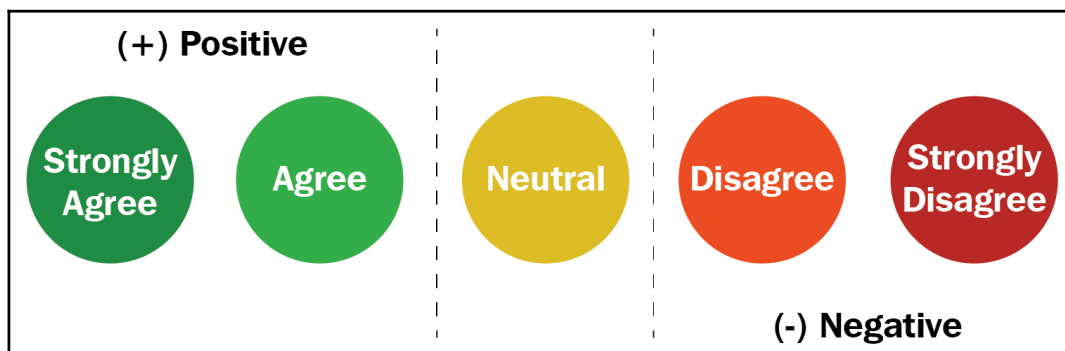 (+) Positive
Strongly
Agree
Agree
Neutral
Disagree
Strongly
Disagree
(-) Negative